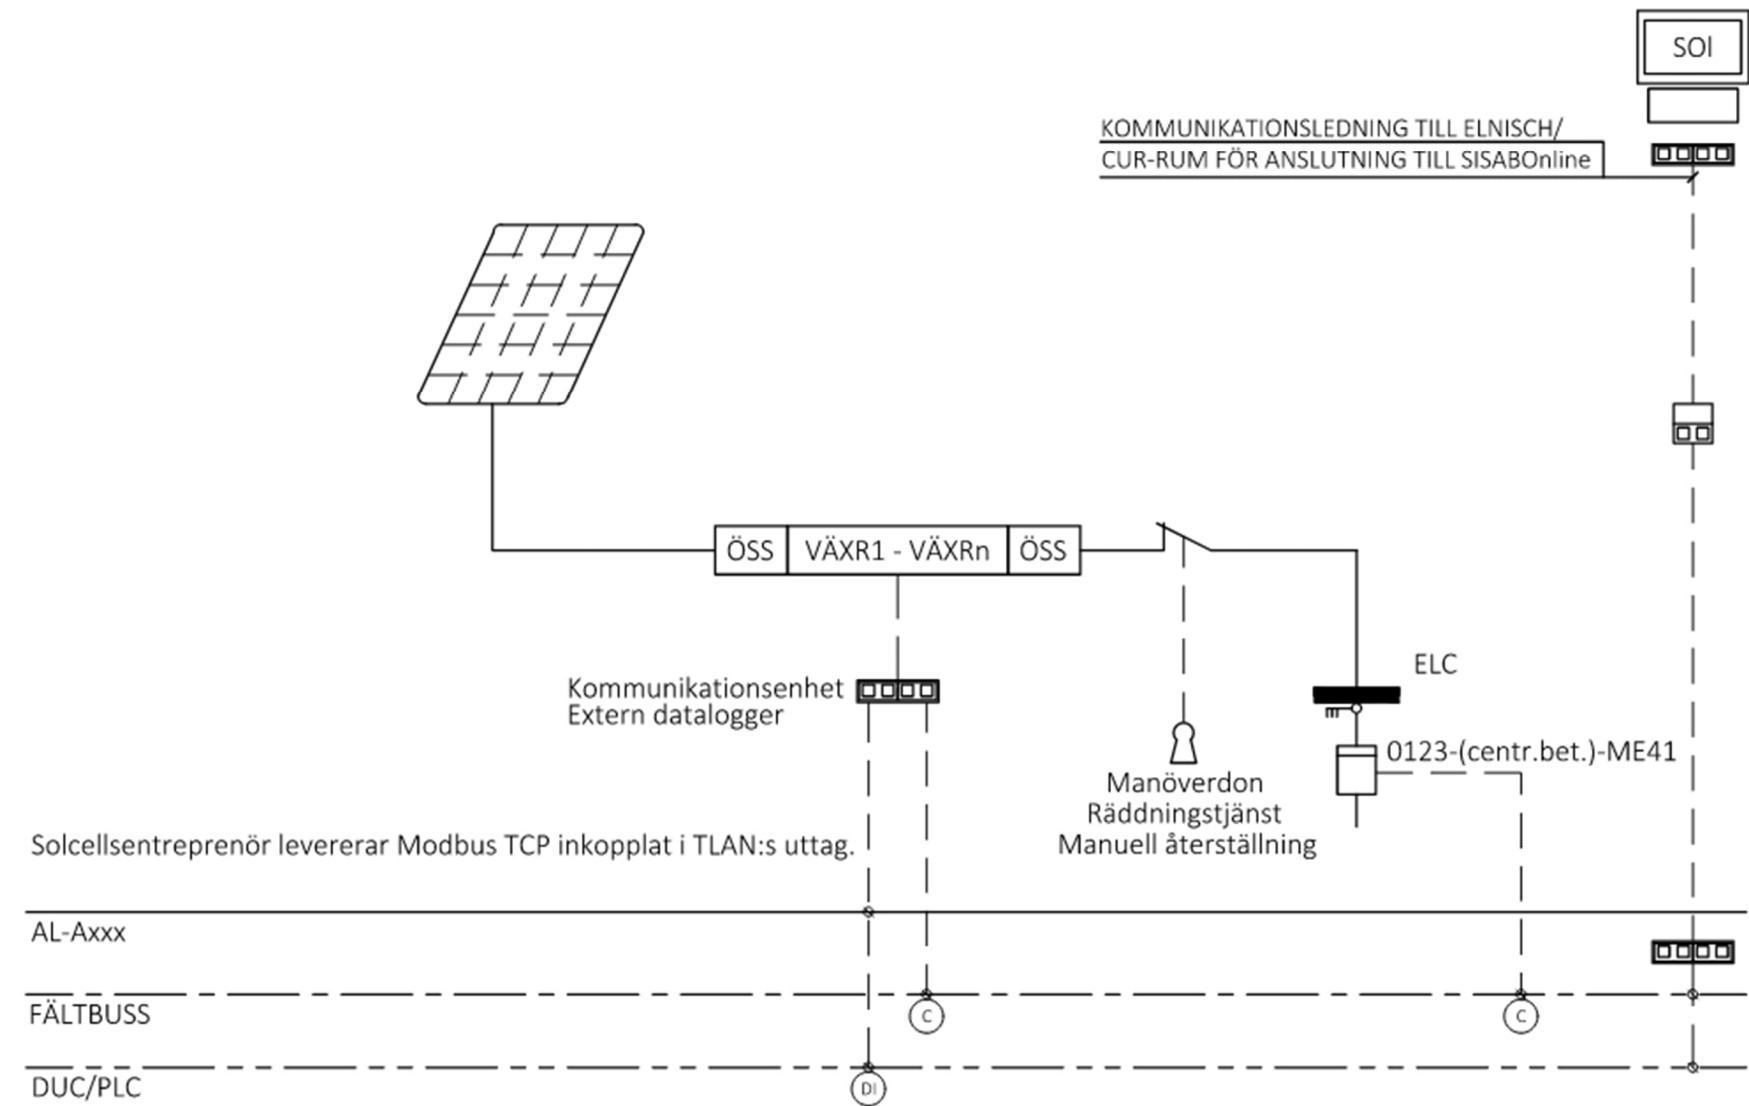 SOl
KOMMUNIKATIONSLEDNING TILL ELNISCH/
CUR-RUM FÖR ANSLUTNING TILL SISABOnline
ÖSS
VÄXR1 - VÄXRn
ÖSS
ELC
Kommunikationsenhet
Extern datalogger
0123-(centr.bet.)-ME41
Manöverdon
Räddningstjänst
Manuell återställning
Solcellsentreprenör levererar Modbus TCP inkopplat i TLAN:s uttag.
AL-Axxx
FÄLTBUSS
C
C
DUC/PLC
DI